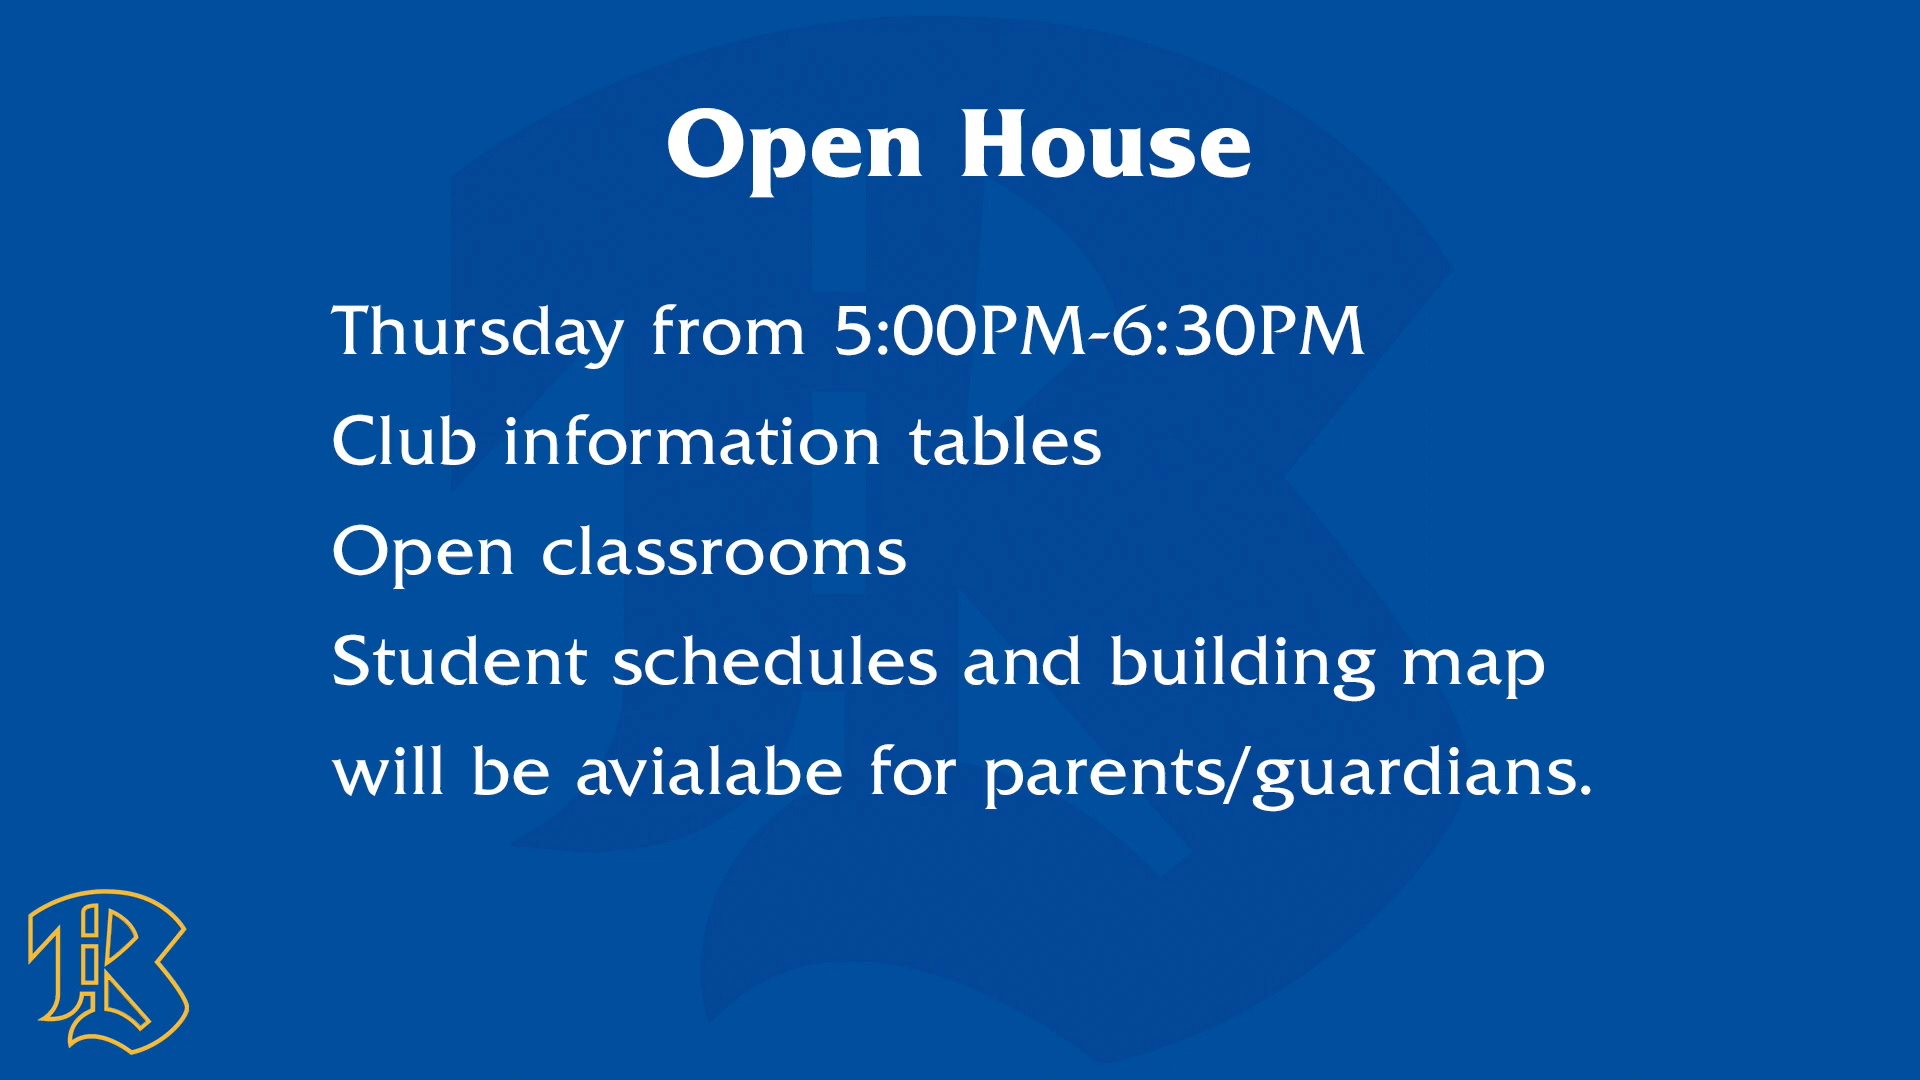 Open House
Thursday from 5:00PM-6:30PM
Club information tables
Open classrooms
Student schedules and building map
will be avialabe for parents/guardians.
B